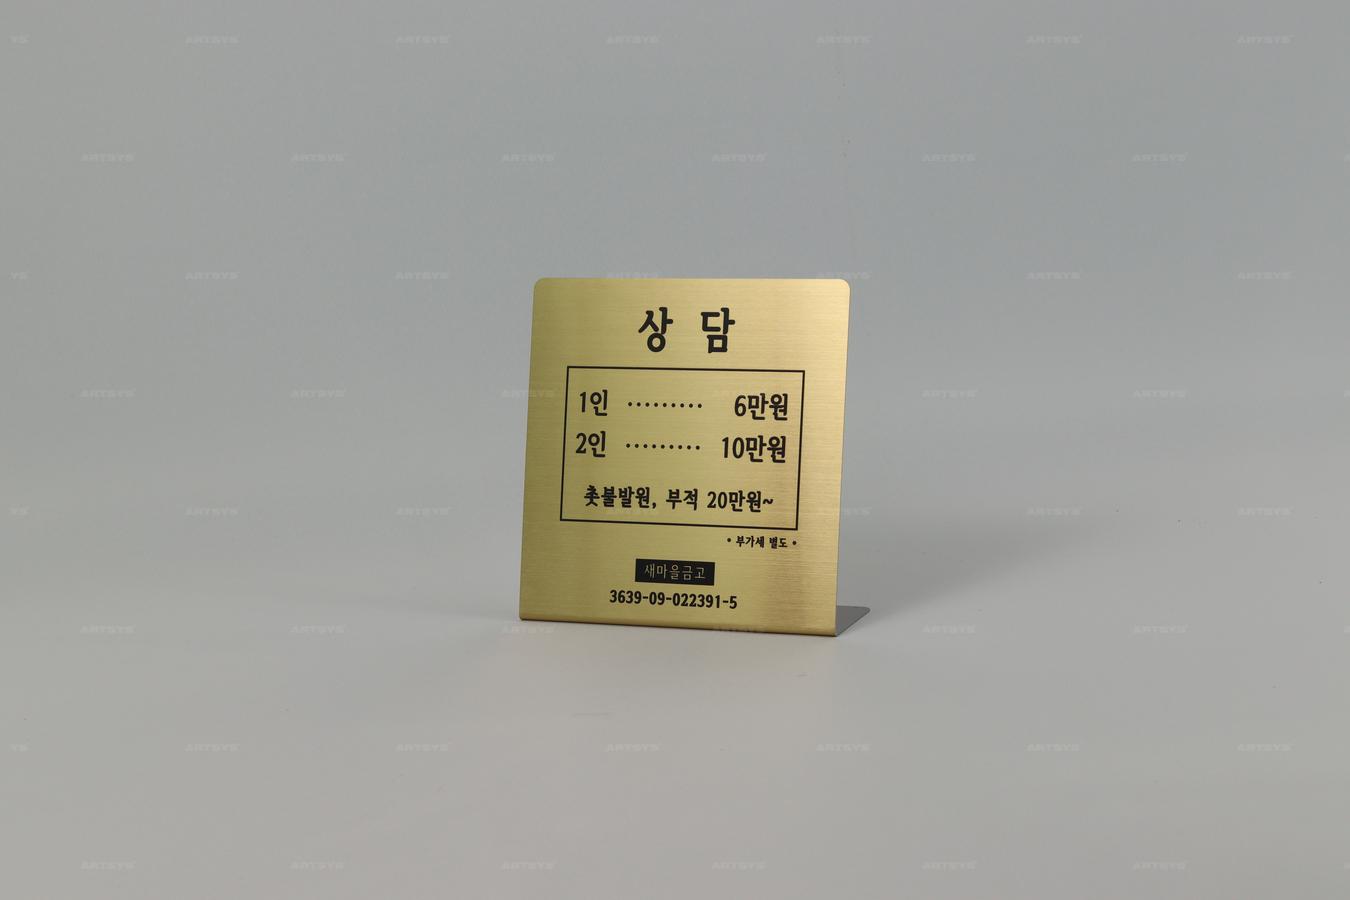 상 담
1인 ········· 6만원
2인 ········· 10만원
촛불발원, 부적 20만원~
• 부가세 별도 •
새마을금고
3639-09-022391-5
ARTSYS